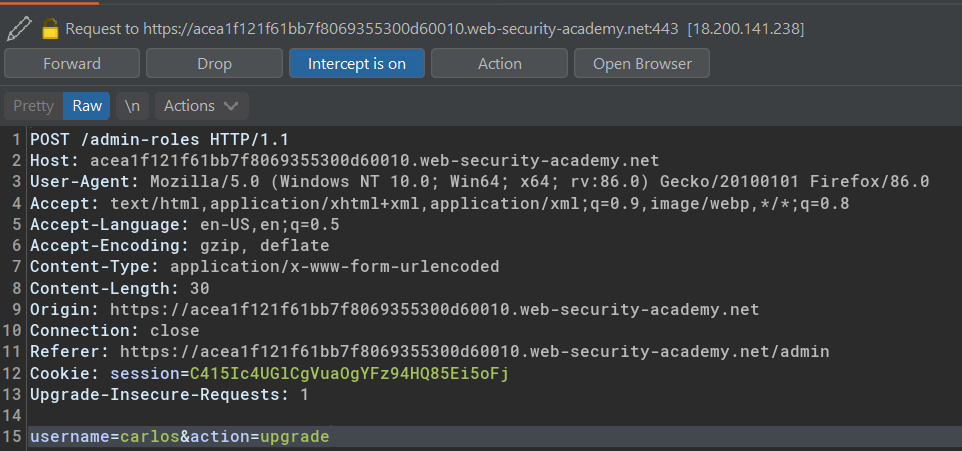 Request to https://acea1f121f61bb7f8069355300d60010.web-security-academy.net:443 [18.200.141.238]
Forward Drop Intercept is on Action Open Browser
Pretty Raw \n Actions
1 POST /admin-roles HTTP/1.1
2 Host: acea1f121f61bb7f8069355300d60010.web-security-academy.net
3 User-Agent: Mozilla/5.0 (Windows NT 10.0; Win64; x64; rv:86.0) Gecko/20100101 Firefox/86.0
4 Accept: text/html,application/xhtml+xml,application/xml;q=0.9,image/webp,*/*;q=0.8
5 Accept-Language: en-US,en;q=0.5
6 Accept-Encoding: gzip, deflate
7 Content-Type: application/x-www-form-urlencoded
8 Content-Length: 30
9 Origin: https://acea1f121f61bb7f8069355300d60010.web-security-academy.net
10 Connection: close
11 Referer: https://acea1f121f61bb7f8069355300d60010.web-security-academy.net/admin
12 Cookie: session=C415Ic4UGlCgVuaOgYFz94HQ85Ei5oFj
13 Upgrade-Insecure-Requests: 1
14
15 username=carlos&action=upgrade